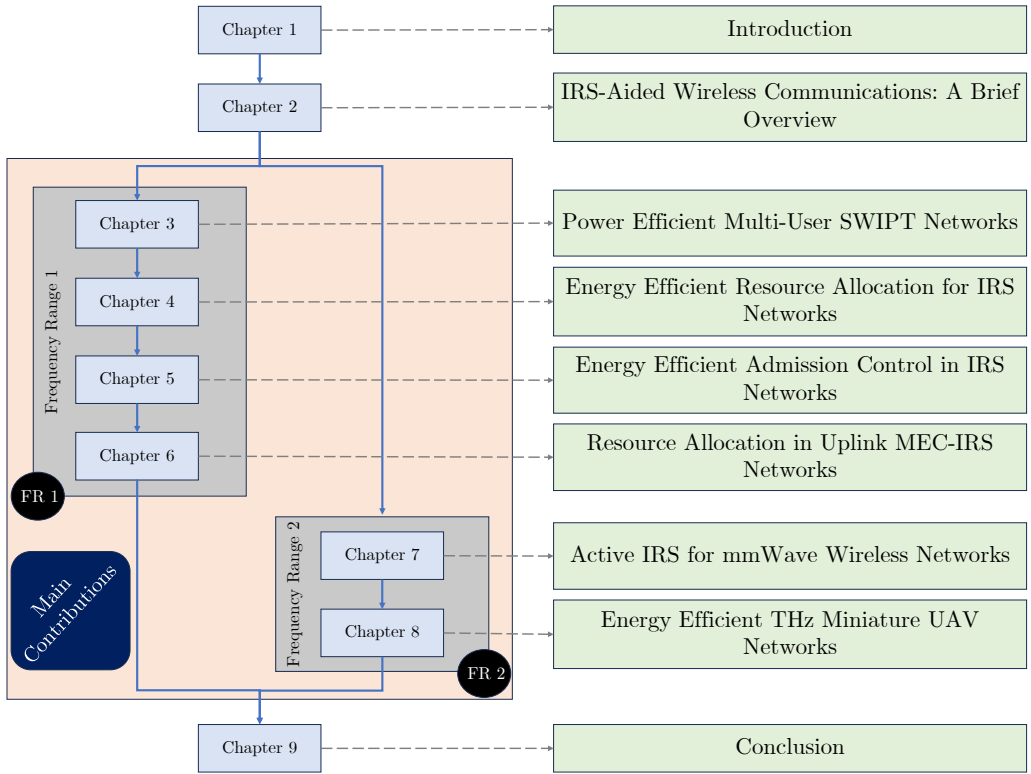 Chapter 1
Introduction
Chapter 2
IRS-Aided Wireless Communications: A Brief
Overview
Frequency Range 1
Chapter 3
Power Efficient Multi-User SWIPT Networks
Chapter 4
Energy Efficient Resource Allocation for IRS
Networks
Chapter 5
Energy Efficient Admission Control in IRS
Networks
Chapter 6
Resource Allocation in Uplink MEC-IRS
Networks
FR 1
Frequency Range 2
Chapter 7
Active IRS for mmWave Wireless Networks
Main
Contributions
Chapter 8
Energy Efficient THz Miniature UAV
Networks
FR 2
Chapter 9
Conclusion